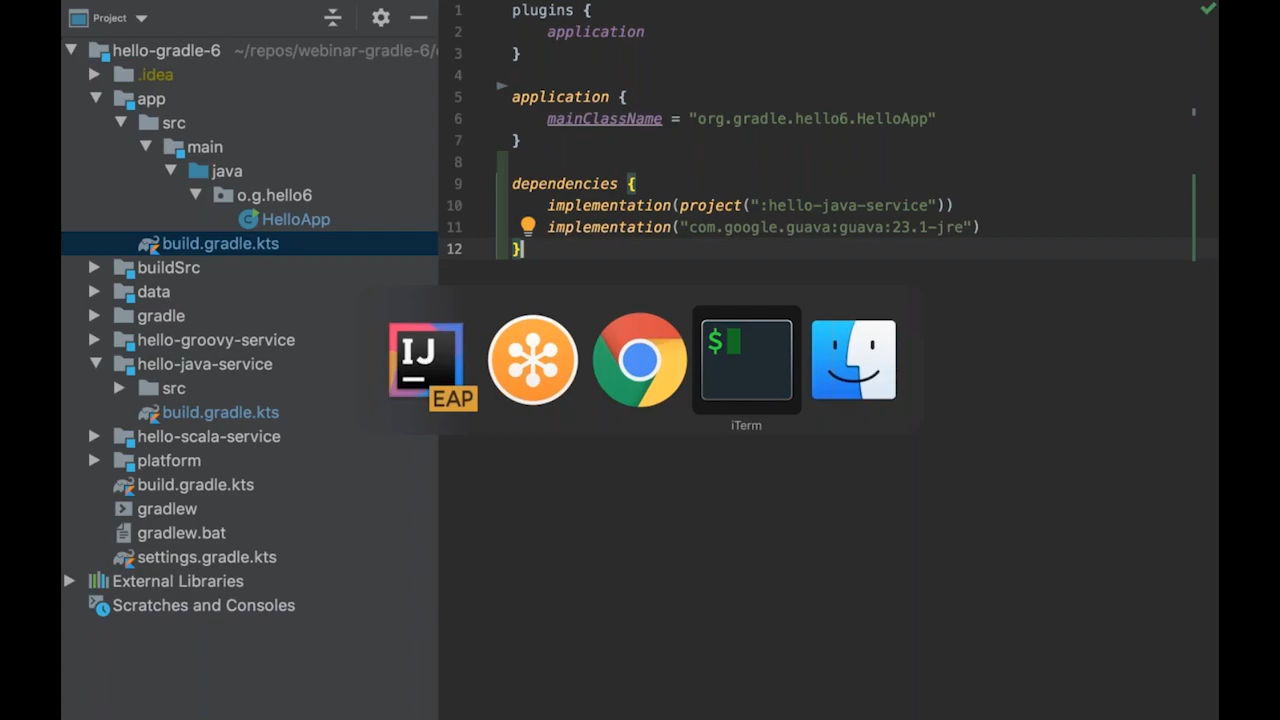 Project
hello-gradle-6 ~/repos/webinar-gradle-6/
.idea
app
src
main
java
o.g.hello6
HelloApp
build.gradle.kts
buildSrc
data
gradle
hello-groovy-service
hello-java-service
src
build.gradle.kts
hello-scala-service
platform
build.gradle.kts
gradlew
gradlew.bat
settings.gradle.kts
External Libraries
Scratches and Consoles
1 plugins {
2 application
3 }
4
5 application {
6 mainClassName = "org.gradle.hello6.HelloApp"
7 }
8
9 dependencies {
10 implementation(project(":hello-java-service"))
11 implementation("com.google.guava:guava:23.1-jre")
12 }
IJ
EAP
$
iTerm